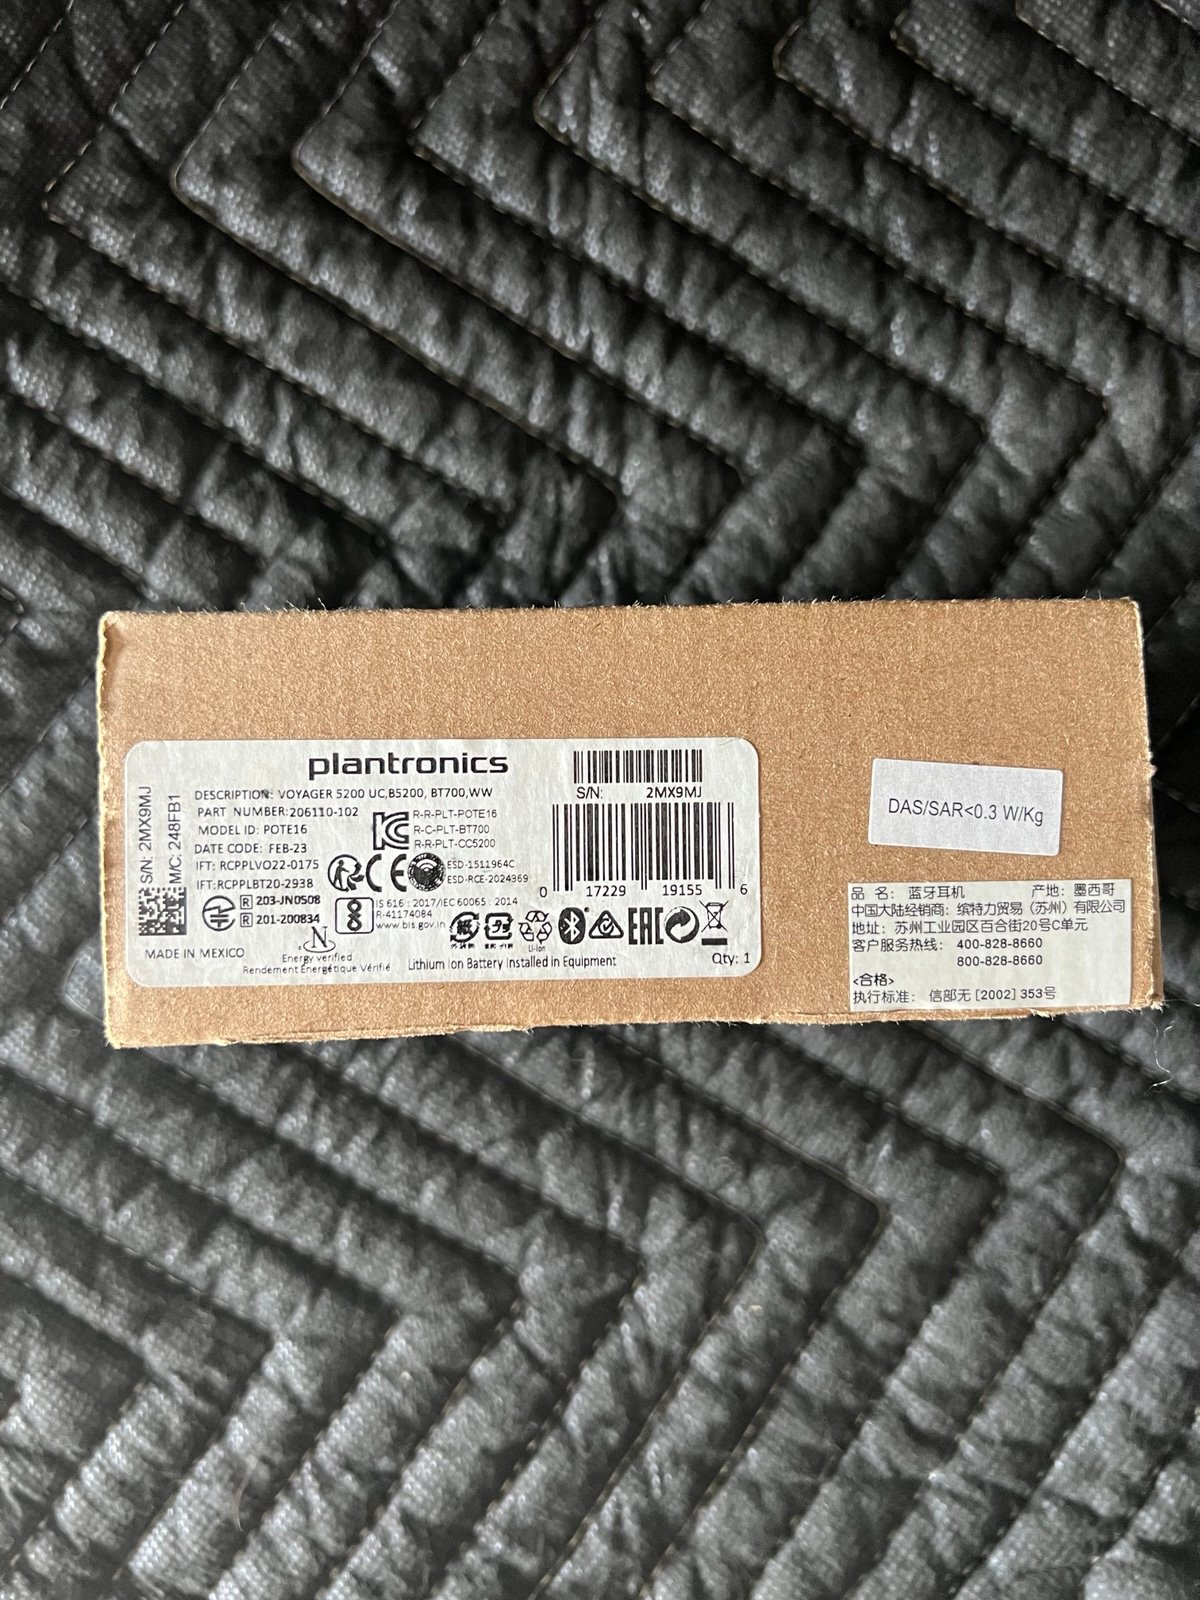 plantronics
DESCRIPTION: VOYAGER 5200 UC,B5200, BT700,WW
PART NUMBER:206110-102
MODEL ID: POTE16
DATE CODE: FEB-23
IFT: RCPPLVO22-0175
IFT:RCPPLBT20-2938
R-R-PLT-POTE16
R-C-PLT-BT700
R-R-PLT-CC5200
ESD-1511964C
ESD-RCE-2024369
S/N: 2MX9MJ
M/C: 248FB1
S/N: 2MX9MJ
0 17229 19155 6
R 203-JN0508
R 201-200834
IS 616 : 2017/IEC 60065 : 2014
R-41174084
www.bis.gov.in
MADE IN MEXICO
N
Energy Verified
Rendement Énergétique Vérifié
Li-ion
EAC
Lithium Ion Battery Installed in Equipment
Qty: 1
DAS/SAR<0.3 W/Kg
品 名: 蓝牙耳机 产地: 墨西哥
中国大陆经销商: 缤特力贸易（苏州）有限公司
地址: 苏州工业园区百合街20号C单元
客户服务热线: 400-828-8660
800-828-8660
<合格>
执行标准: 信部无 [2002] 353号